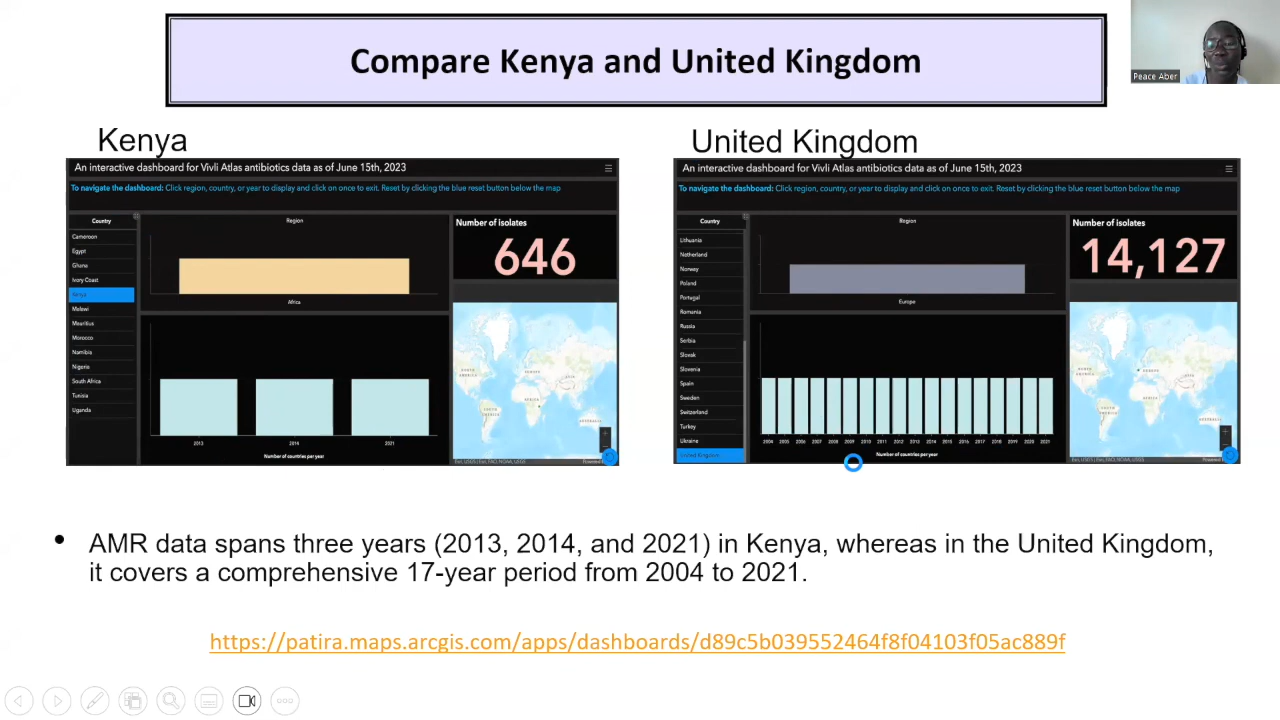 Compare Kenya and United Kingdom
Peace Aber
Kenya
An interactive dashboard for Vivli Atlas antibiotics data as of June 15th, 2023
To navigate the dashboard: Click region, country, or year to display and click on once to exit. Reset by clicking the blue reset button below the map
Country
Cameroon
Egypt
Ghana
Ivory Coast
Kenya
Malawi
Mauritius
Morocco
Namibia
Nigeria
South Africa
Tunisia
Uganda
Region
Africa
2013 2014 2021
Number of countries per year
Number of isolates
646
United Kingdom
An interactive dashboard for Vivli Atlas antibiotics data as of June 15th, 2023
To navigate the dashboard: Click region, country, or year to display and click on once to exit. Reset by clicking the blue reset button below the map
Country
Lithuania
Netherland
Norway
Poland
Portugal
Romania
Russia
Serbia
Slovak
Slovenia
Spain
Sweden
Switzerland
Turkey
Ukraine
United Kingdom
Region
Europe
2004 2005 2006 2007 2008 2009 2010 2011 2012 2013 2014 2015 2016 2017 2018 2019 2020 2021
Number of countries per year
Number of isolates
14,127
• AMR data spans three years (2013, 2014, and 2021) in Kenya, whereas in the United Kingdom,
it covers a comprehensive 17-year period from 2004 to 2021.
https://patira.maps.arcgis.com/apps/dashboards/d89c5b039552464f8f04103f05ac889f